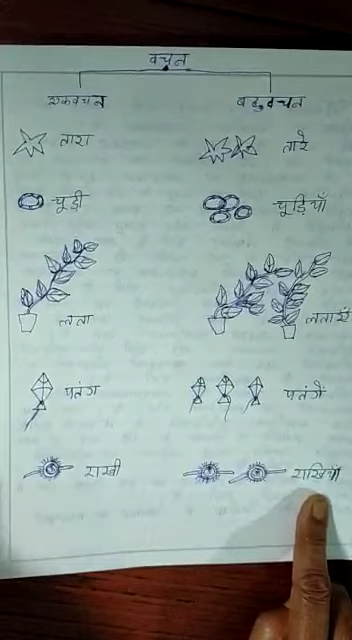 वचन
एकवचन बहुवचन
तारा तारे
चूड़ी चूड़ियाँ
लता लताएँ
पतंग पतंगें
राखी राखियाँ